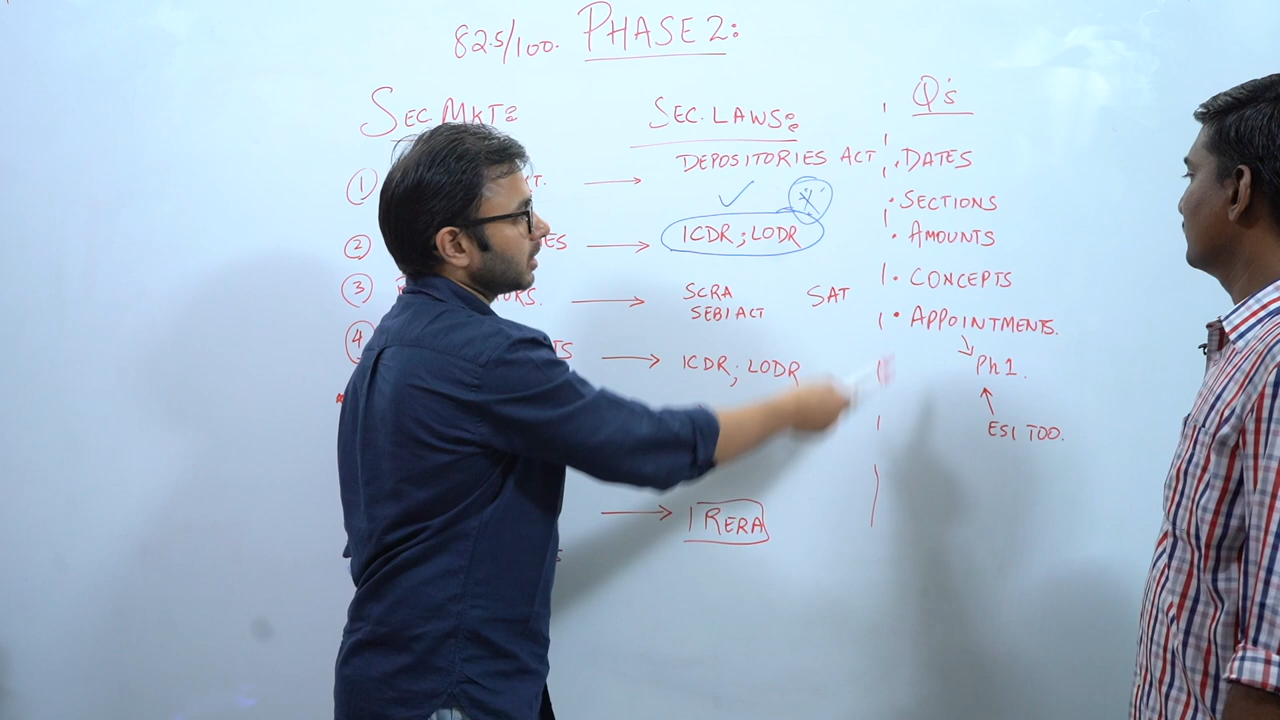 82.5/100. PHASE 2:
SEC. MKT:
SEC. LAWS:
Q's
1 T. → DEPOSITORIES ACT
2 ES → ICDR; LODR
3 ORS. → SCRA SAT
SEBI ACT
4 TS → ICDR; LODR
→ 1 RERA
• DATES
• SECTIONS
• AMOUNTS
• CONCEPTS
• APPOINTMENTS.
Ph1.
ESI TOO.